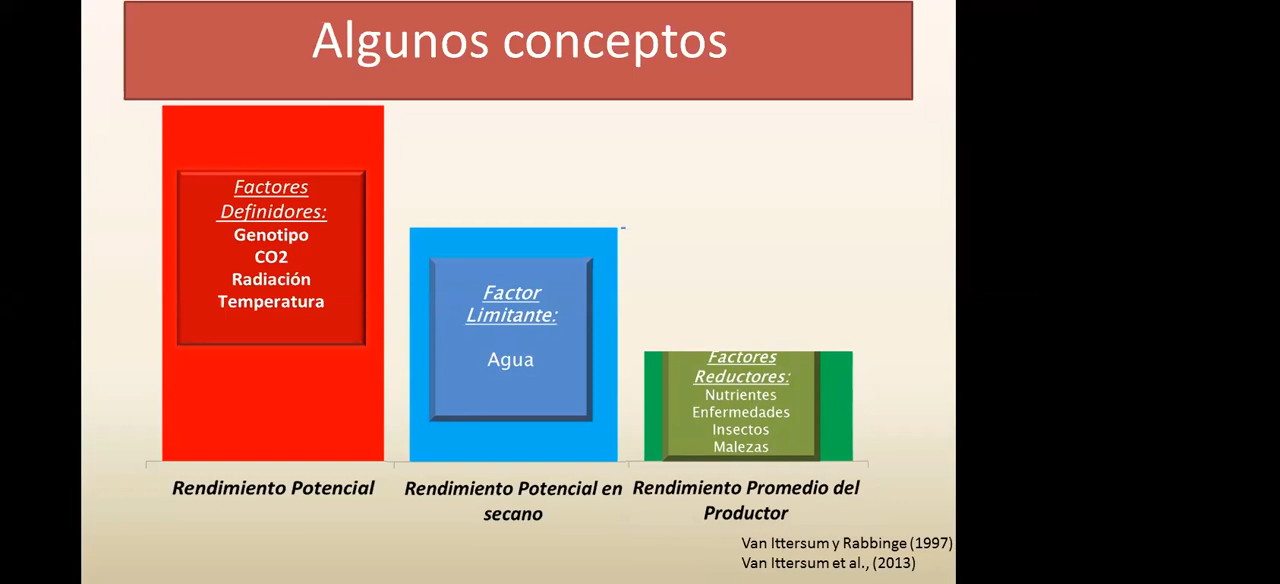 Algunos conceptos
Factores
Definidores:
Genotipo
CO2
Radiación
Temperatura
Factor
Limitante:
Agua
Factores
Reductores:
Nutrientes
Enfermedades
Insectos
Malezas
Rendimiento Potencial
Rendimiento Potencial en
secano
Rendimiento Promedio del
Productor
Van Ittersum y Rabbinge (1997)
Van Ittersum et al., (2013)